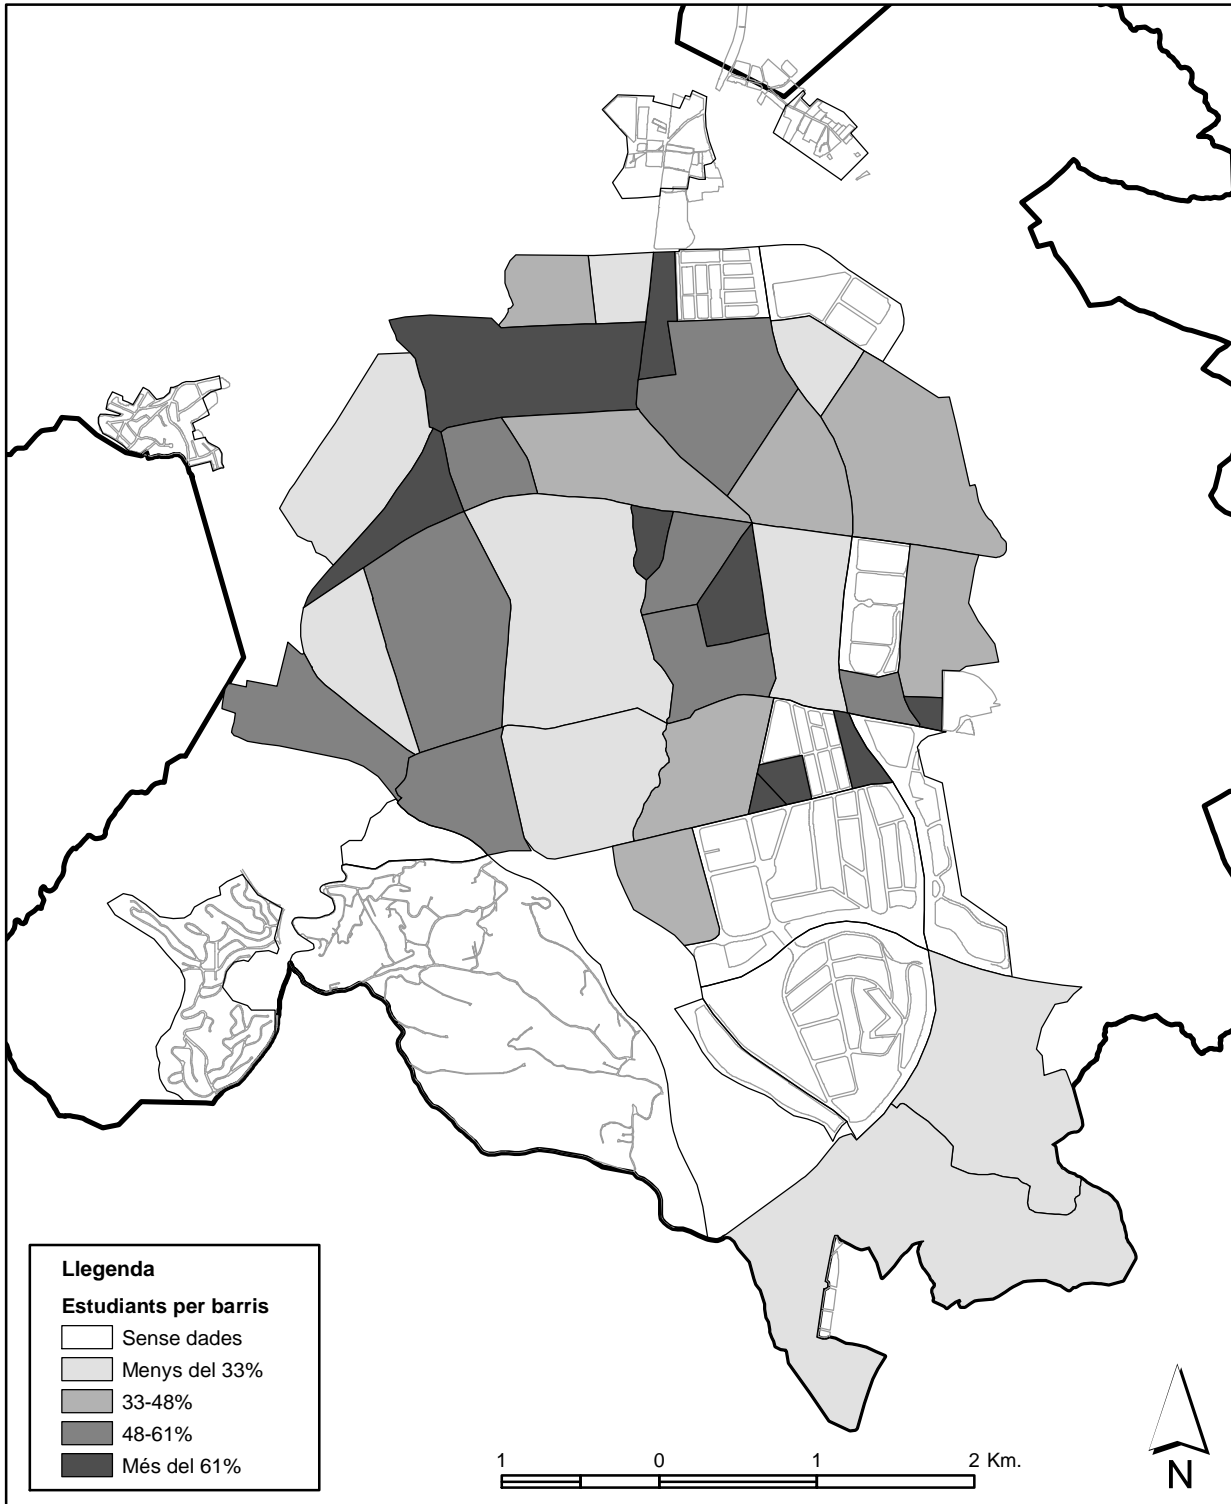 Llegenda
Estudiants per barris
Sense dades
Menys del 33%
33-48%
48-61%
Més del 61%
1 0 1 2 Km.
N